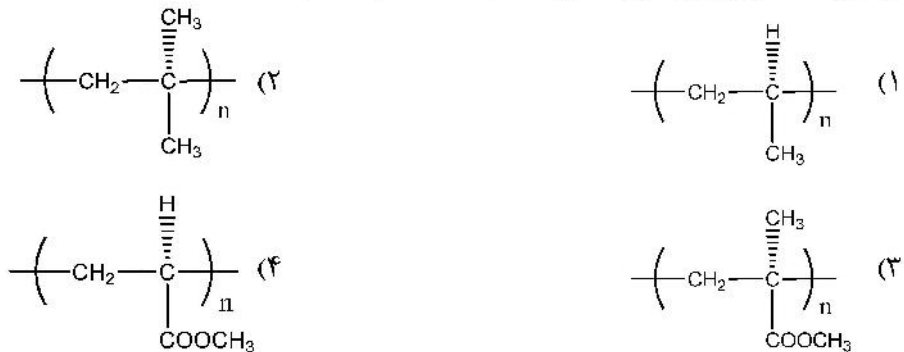 CH₃
H
—(CH₂—C—)n— (۲
—(CH₂—C—)n— (۱
CH₃
CH₃
H
CH₃
—(CH₂—C—)n— (۴
—(CH₂—C—)n— (۳
COOCH₃
COOCH₃